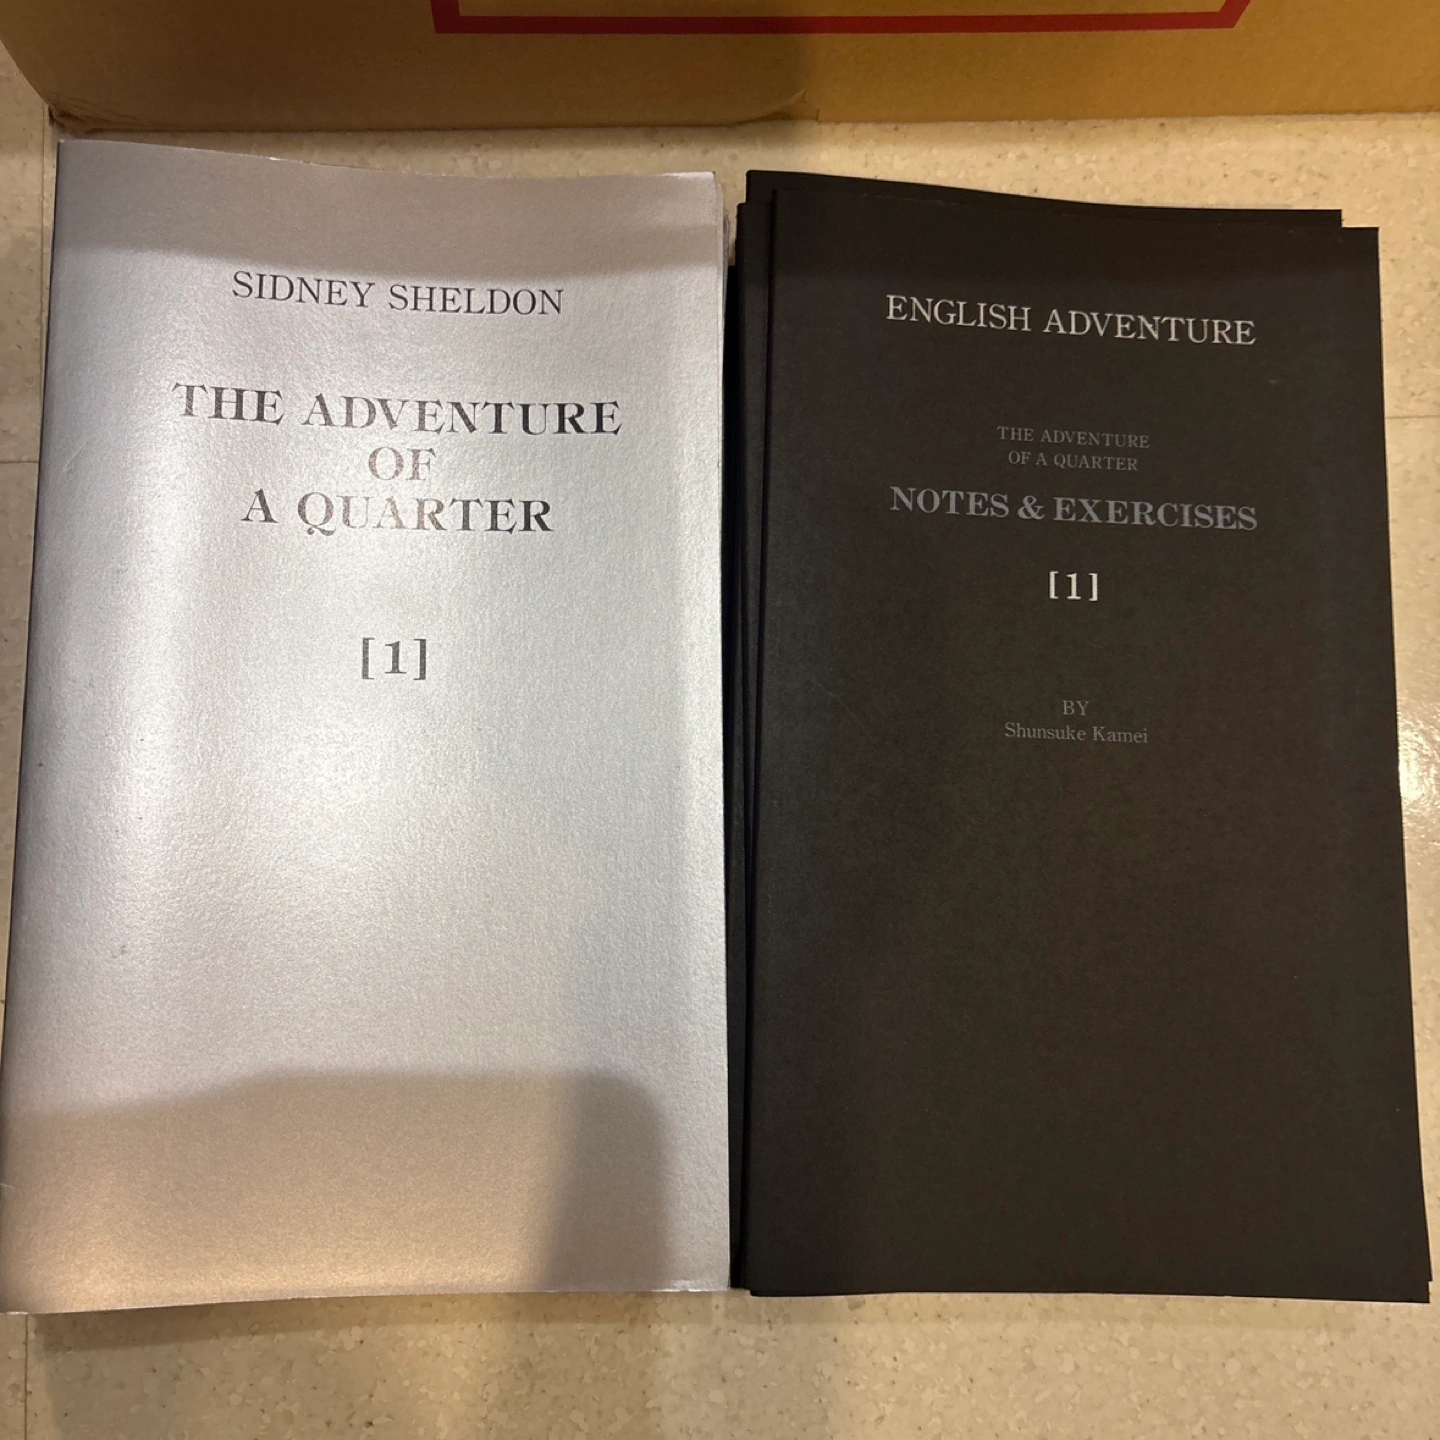 SIDNEY SHELDON
THE ADVENTURE
OF
A QUARTER
[1]
ENGLISH ADVENTURE
THE ADVENTURE
OF A QUARTER
NOTES & EXERCISES
[1]
BY
Shunsuke Kamei